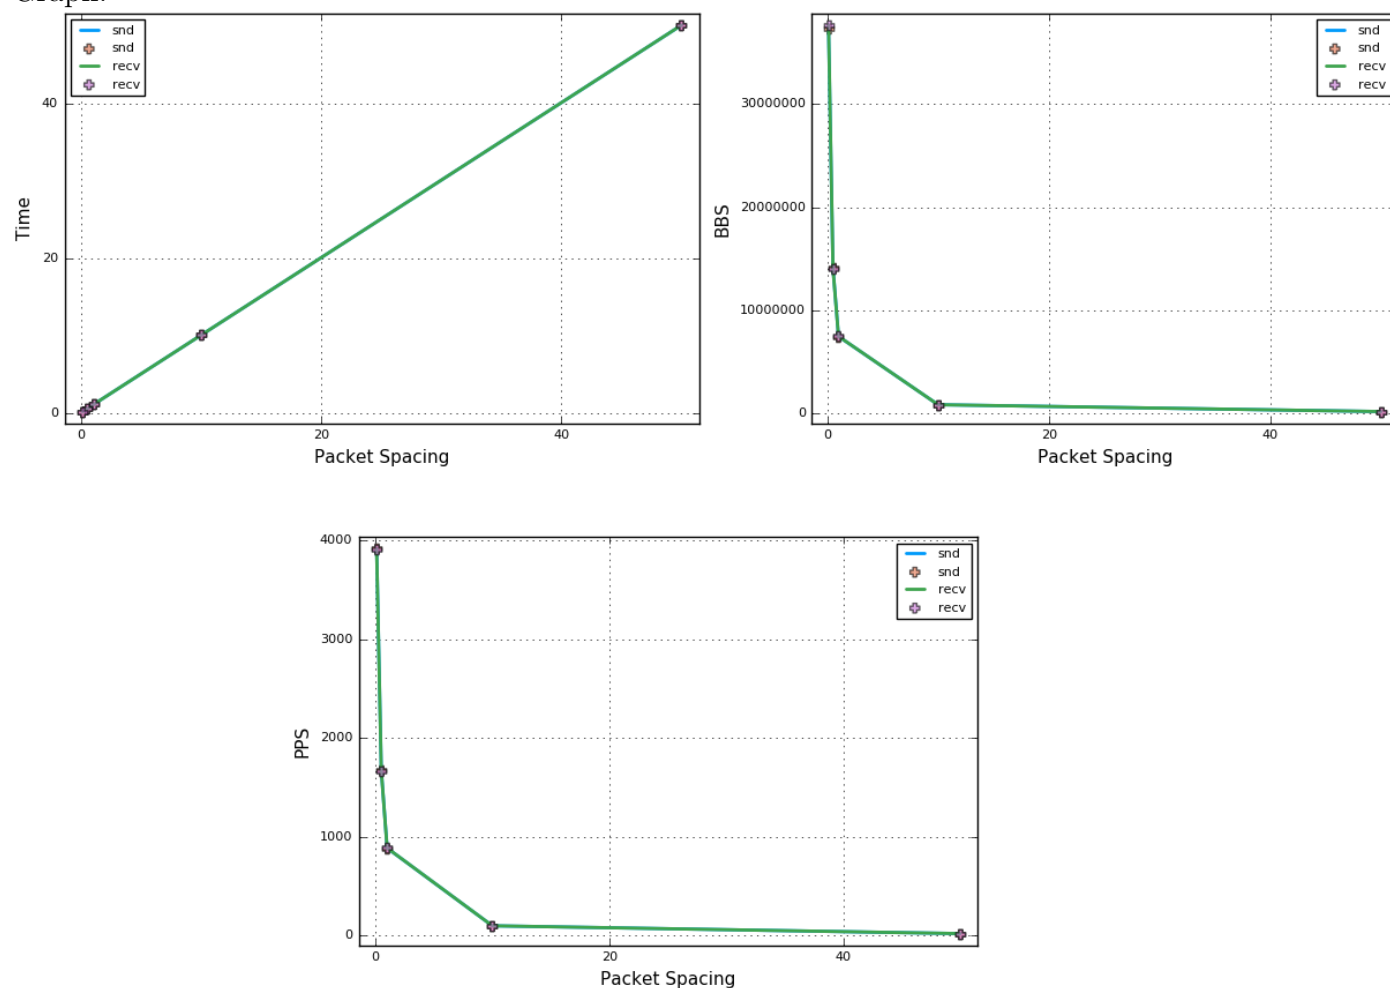 Graph:
snd
snd
recv
recv
40
20
0
Time
0
20
40
Packet Spacing
snd
snd
recv
recv
30000000
20000000
10000000
0
BBS
0
20
40
Packet Spacing
snd
snd
recv
recv
4000
3000
2000
1000
0
PPS
0
20
40
Packet Spacing